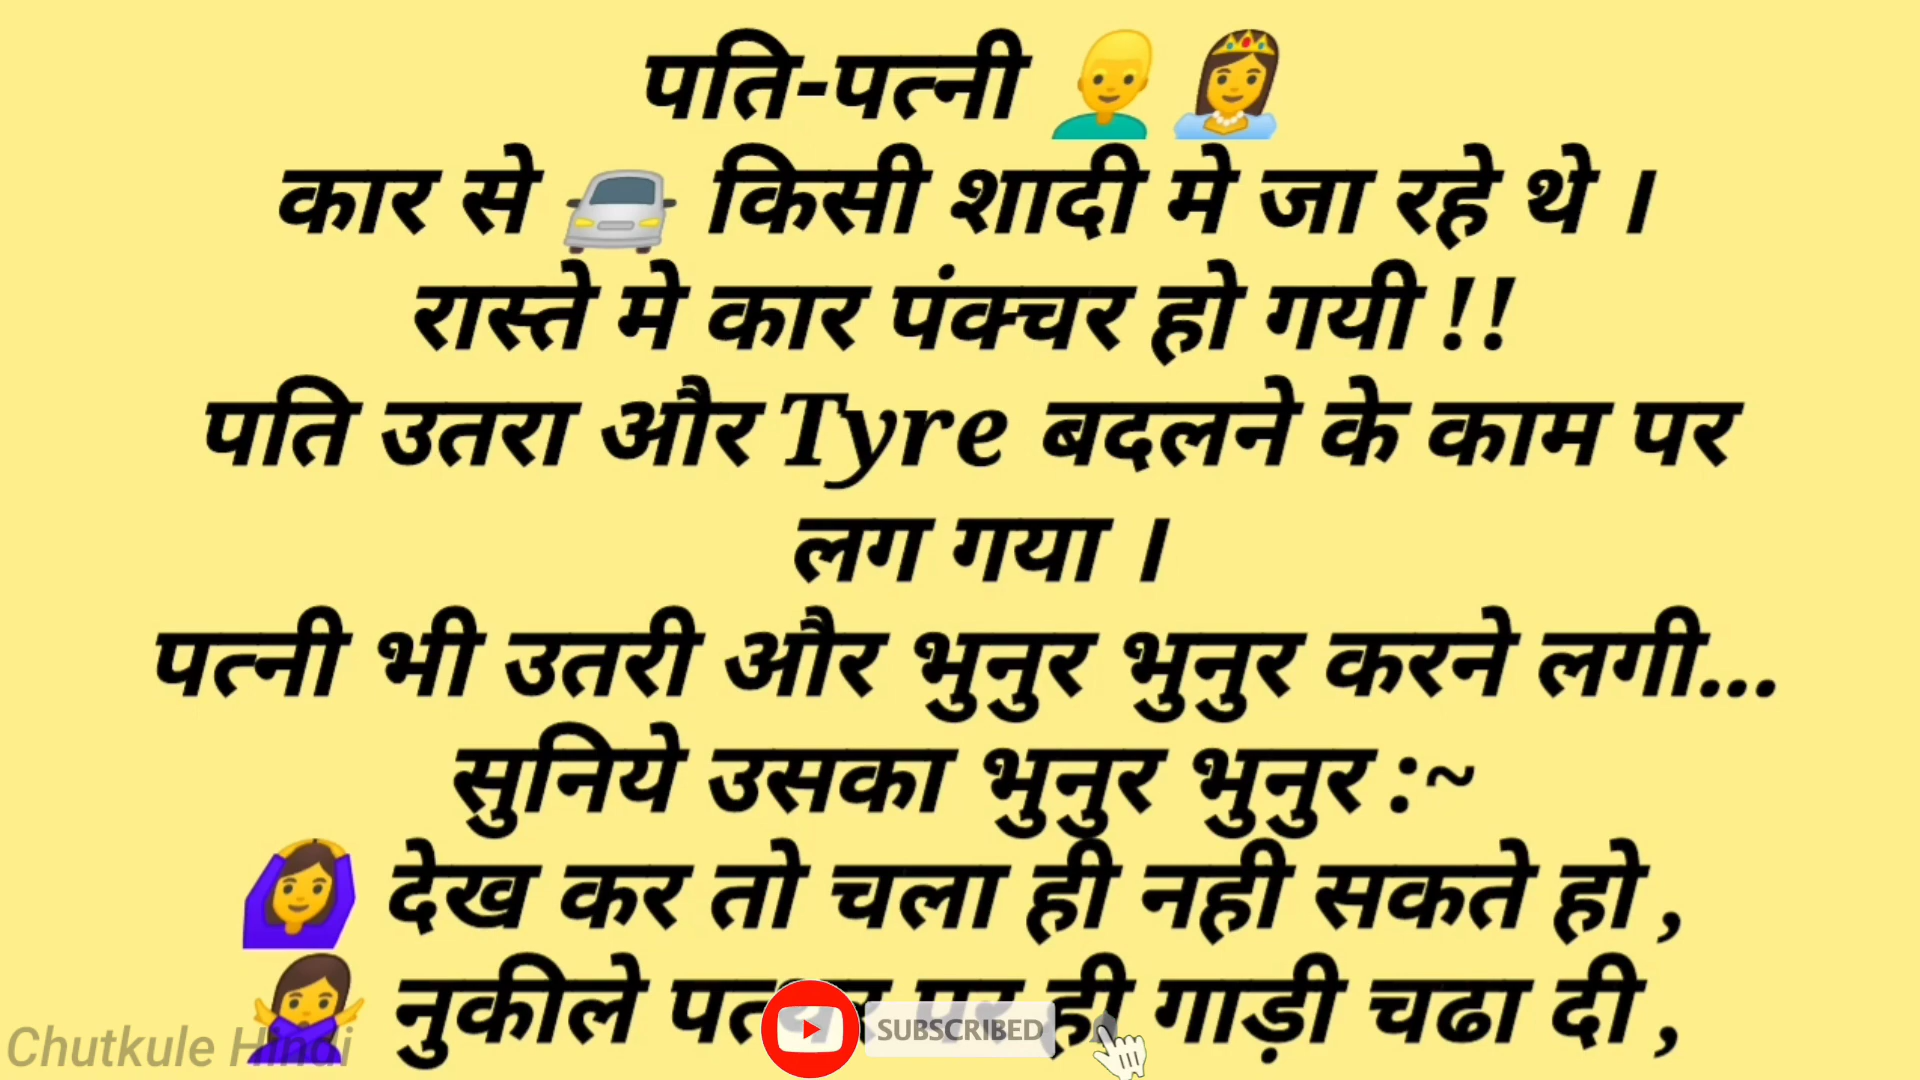 पति-पत्नी
कार से किसी शादी मे जा रहे थे ।
रास्ते मे कार पंक्चर हो गयी !!
पति उतरा और Tyre बदलने के काम पर
लग गया ।
पत्नी भी उतरी और भुनुर भुनुर करने लगी...
सुनिये उसका भुनुर भुनुर :~
देख कर तो चला ही नही सकते हो ,
नुकीले पर ही गाड़ी चढा दी ,
Chutkule Hindi
SUBSCRIBED